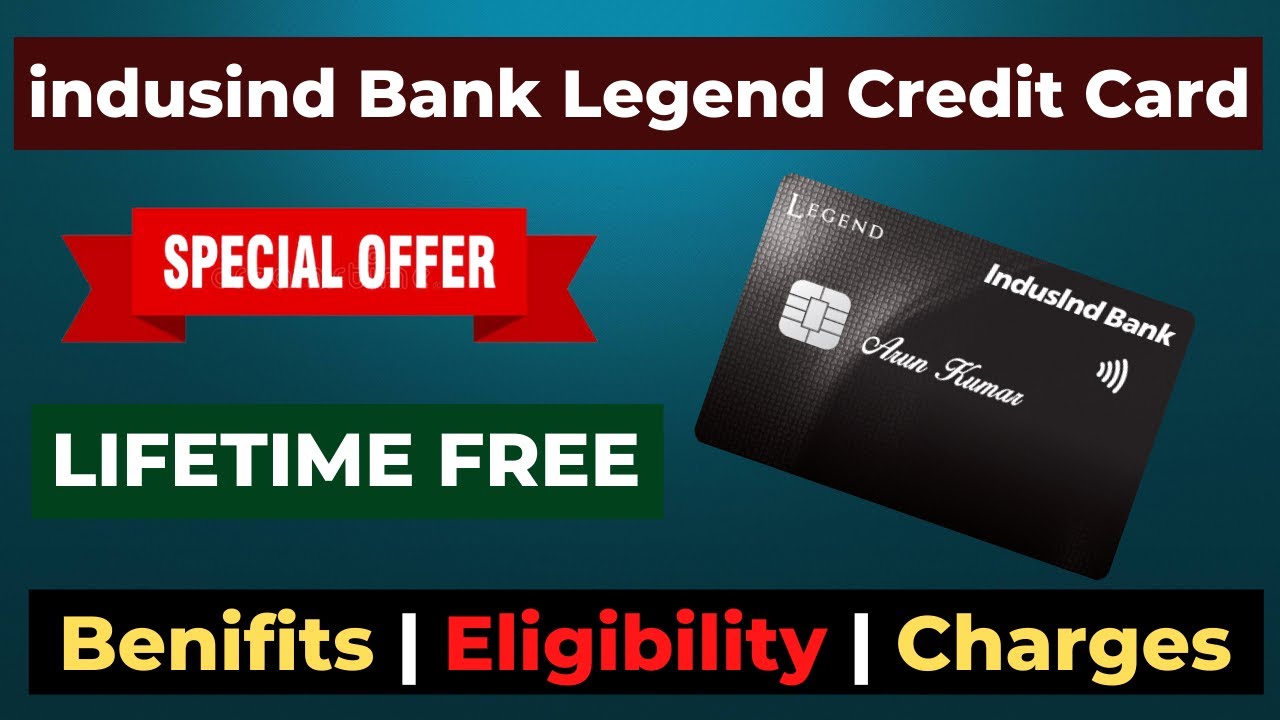 indusind Bank Legend Credit Card
SPECIAL OFFER
LEGEND
IndusInd Bank
Arun Kumar
LIFETIME FREE
Benifits | Eligibility | Charges